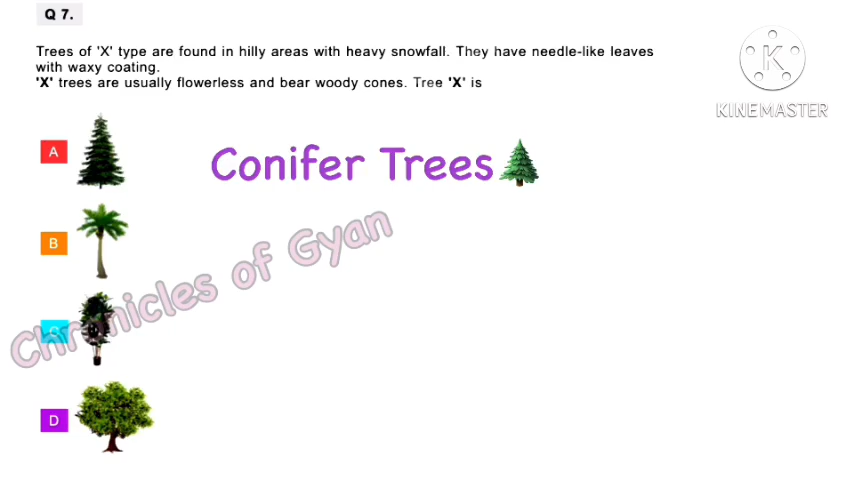 Q 7.
Trees of 'X' type are found in hilly areas with heavy snowfall. They have needle-like leaves
with waxy coating.
'X' trees are usually flowerless and bear woody cones. Tree 'X' is
K
KINEMASTER
A
Conifer Trees
B
Chronicles of Gyan
C
D